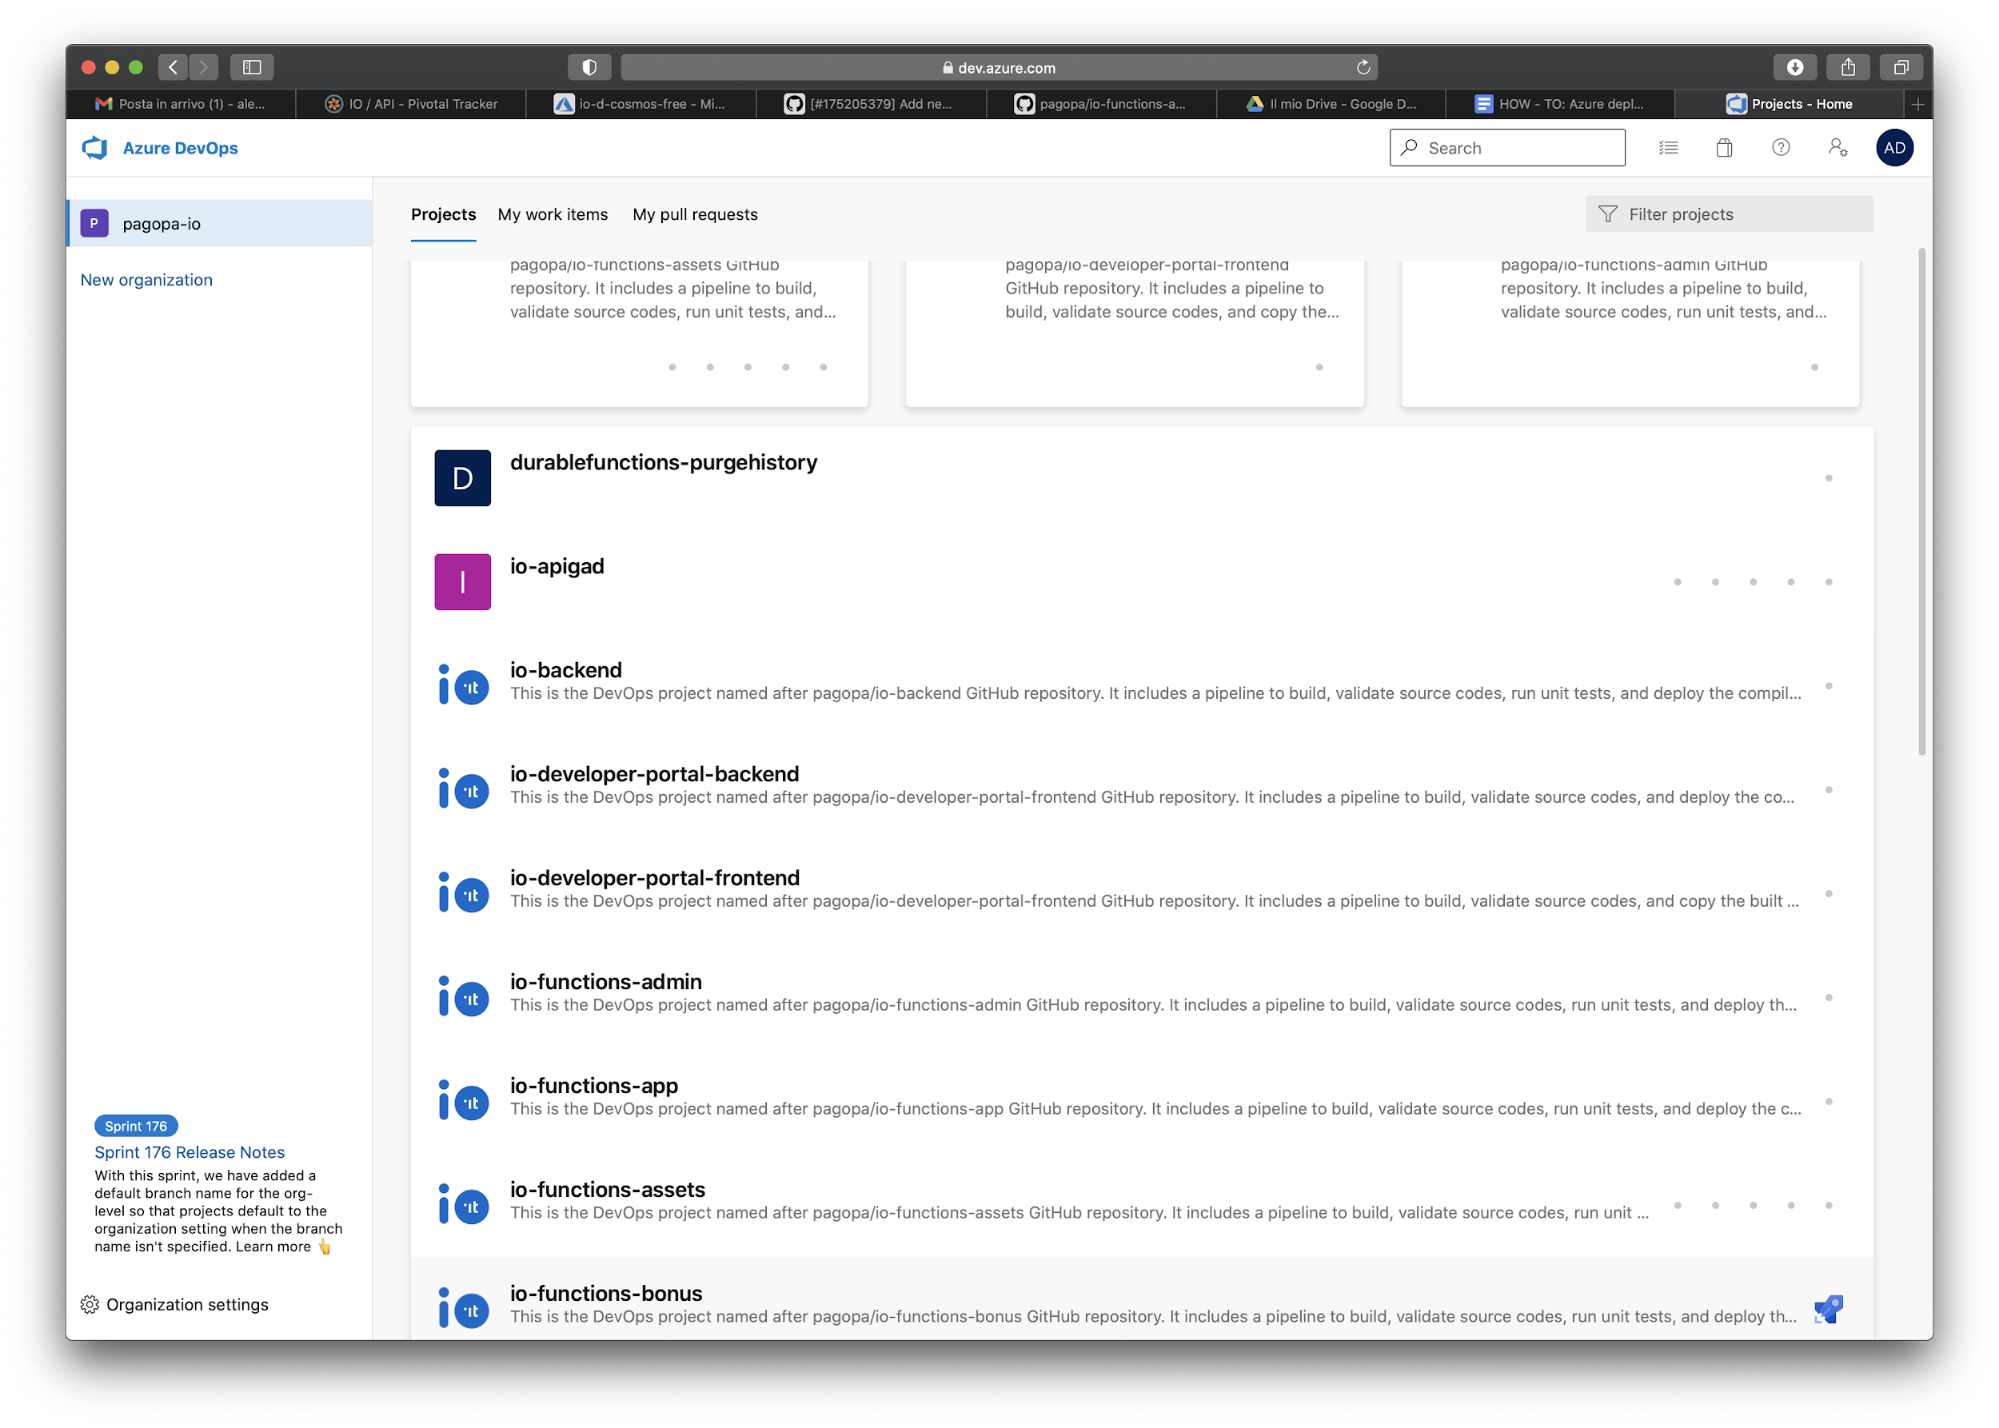 dev.azure.com
Posta in arrivo (1) - ale...
IO / API - Pivotal Tracker
io-d-cosmos-free - Mi...
[#175205379] Add ne...
pagopa/io-functions-a...
Il mio Drive - Google D...
HOW - TO: Azure depl...
Projects - Home
Azure DevOps
Search
AD
P
pagopa-io
New organization
Projects
My work items
My pull requests
Filter projects
pagopa/io-functions-assets GitHub
repository. It includes a pipeline to build,
validate source codes, run unit tests, and...
pagopa/io-developer-portal-frontend
GitHub repository. It includes a pipeline to
build, validate source codes, and copy the...
pagopa/io-functions-admin GitHub
repository. It includes a pipeline to build,
validate source codes, run unit tests, and...
D
durablefunctions-purgehistory
I
io-apigad
io it
io-backend
This is the DevOps project named after pagopa/io-backend GitHub repository. It includes a pipeline to build, validate source codes, run unit tests, and deploy the compil...
io it
io-developer-portal-backend
This is the DevOps project named after pagopa/io-developer-portal-frontend GitHub repository. It includes a pipeline to build, validate source codes, and deploy the co...
io it
io-developer-portal-frontend
This is the DevOps project named after pagopa/io-developer-portal-frontend GitHub repository. It includes a pipeline to build, validate source codes, and copy the built ...
io it
io-functions-admin
This is the DevOps project named after pagopa/io-functions-admin GitHub repository. It includes a pipeline to build, validate source codes, run unit tests, and deploy th...
io it
io-functions-app
This is the DevOps project named after pagopa/io-functions-app GitHub repository. It includes a pipeline to build, validate source codes, run unit tests, and deploy the c...
io it
io-functions-assets
This is the DevOps project named after pagopa/io-functions-assets GitHub repository. It includes a pipeline to build, validate source codes, run unit ...
io it
io-functions-bonus
This is the DevOps project named after pagopa/io-functions-bonus GitHub repository. It includes a pipeline to build, validate source codes, run unit tests, and deploy th...
Sprint 176
Sprint 176 Release Notes
With this sprint, we have added a
default branch name for the org-
level so that projects default to the
organization setting when the branch
name isn't specified. Learn more 👆
Organization settings